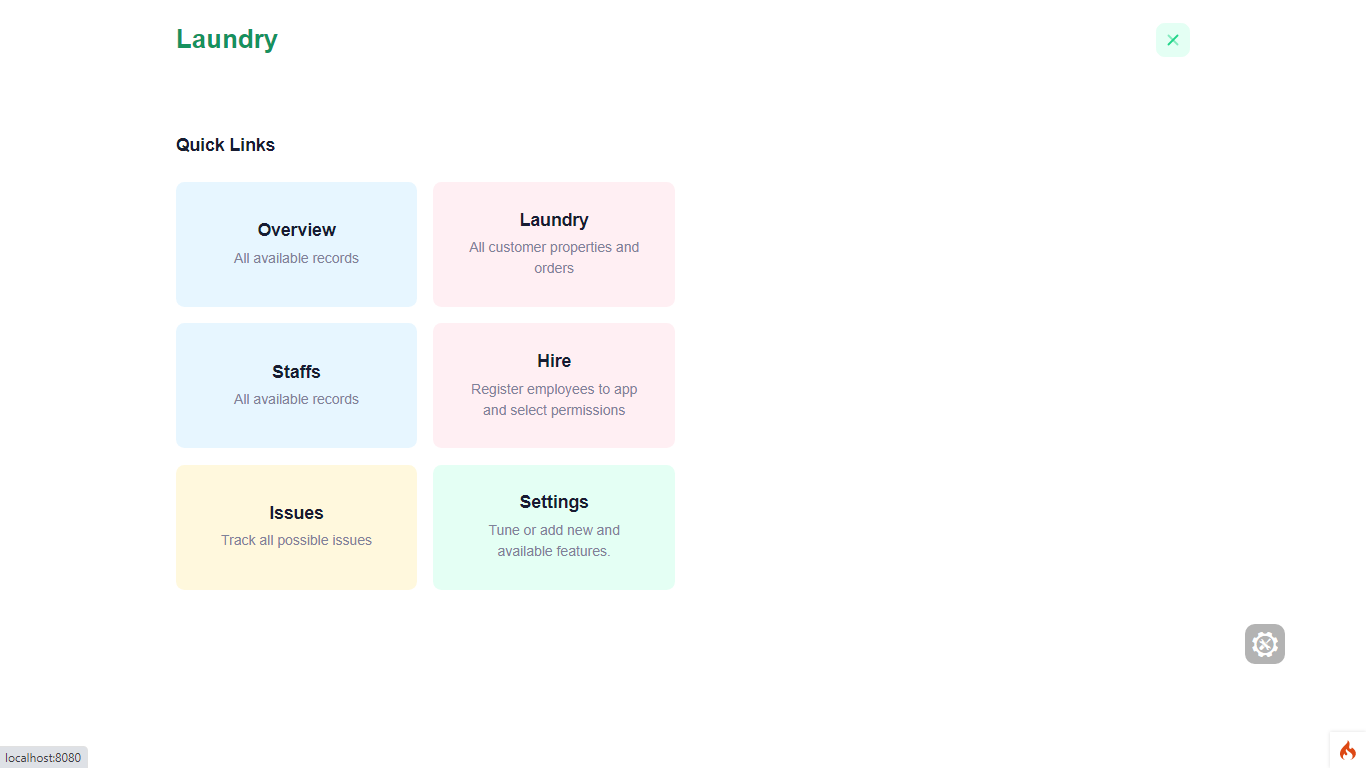 Laundry
Quick Links
Overview
All available records
Laundry
All customer properties and
orders
Staffs
All available records
Hire
Register employees to app
and select permissions
Issues
Track all possible issues
Settings
Tune or add new and
available features.
localhost:8080